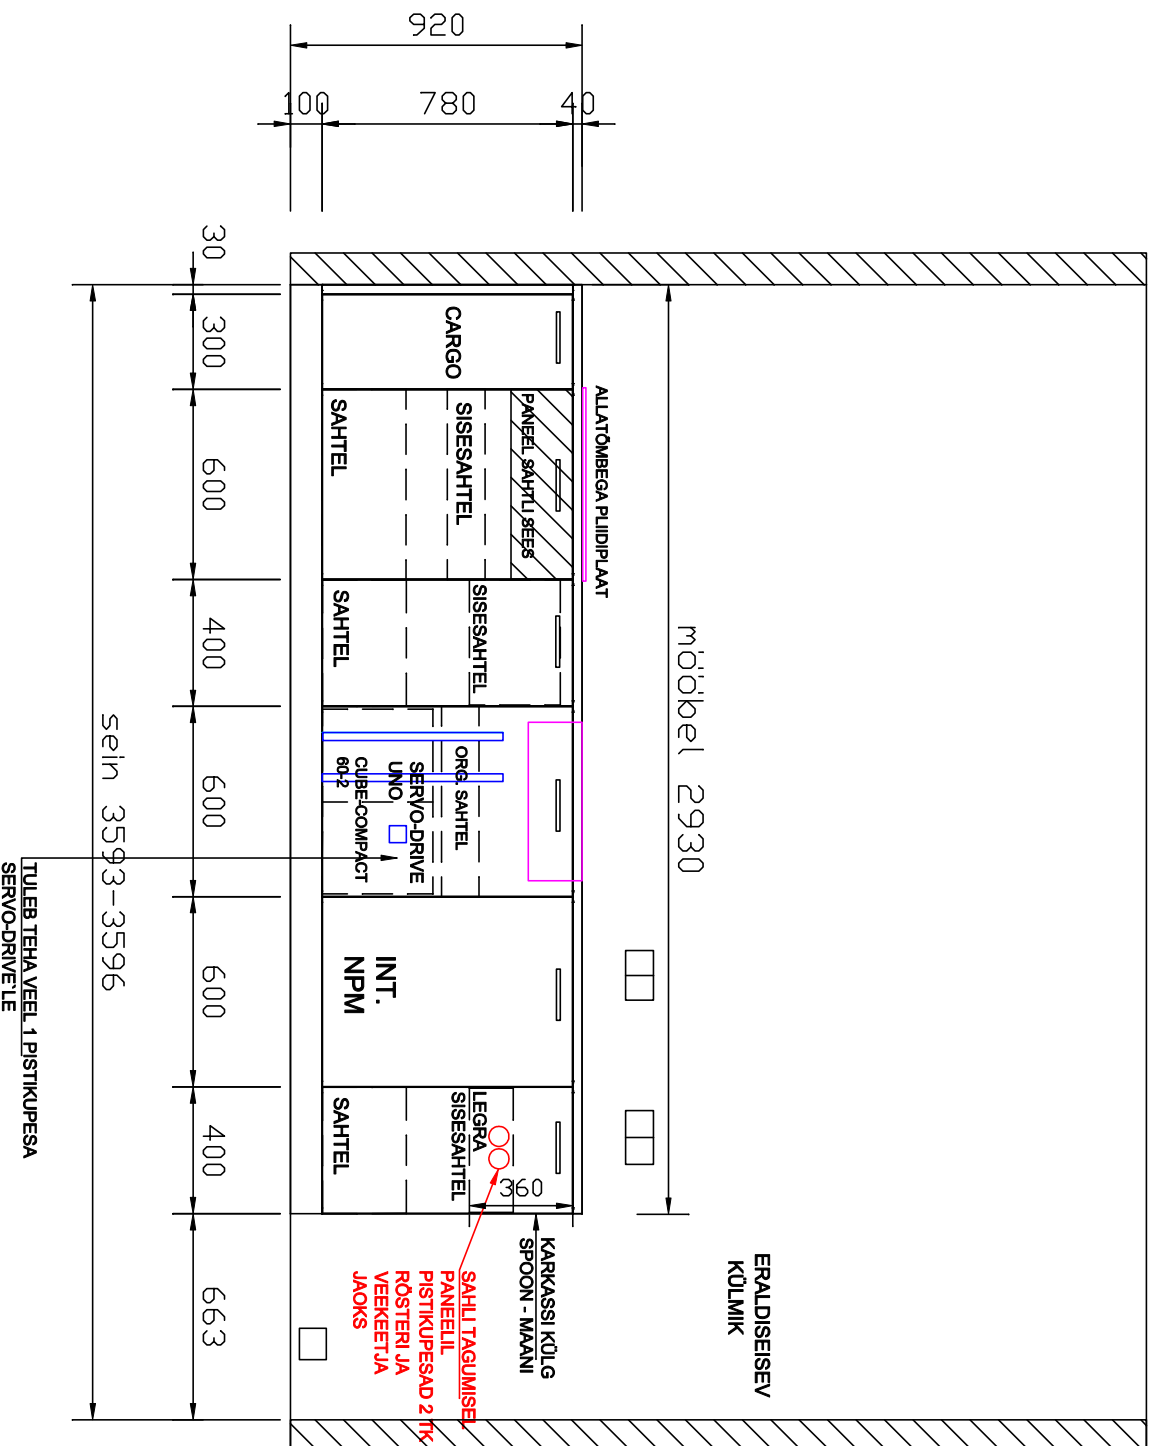 920
100
780
40
30
300
600
400
600
600
400
663
sein 3593-3596
mööbel 2930
ALLATÕMBEGA PLIIDIPLAAT
CARGO
PANEEL SAHTLI SEES
SISESAHTEL
SAHTEL
SISESAHTEL
SAHTEL
ORG. SAHTEL
SERVO-DRIVE
UNO
CUBE-COMPACT
60-2
INT.
NPM
LEGRA
SISESAHTEL
SAHTEL
360
ERALDISEISEV
KÜLMIK
KARKASSI KÜLG
SPOON - MAANI
SAHLI TAGUMISEL
PANEELIL
PISTIKUPESAD 2 TK
RÖSTERI JA
VEEKEETJA
JAOKS
TULEB TEHA VEEL 1 PISTIKUPESA
SERVO-DRIVE`LE